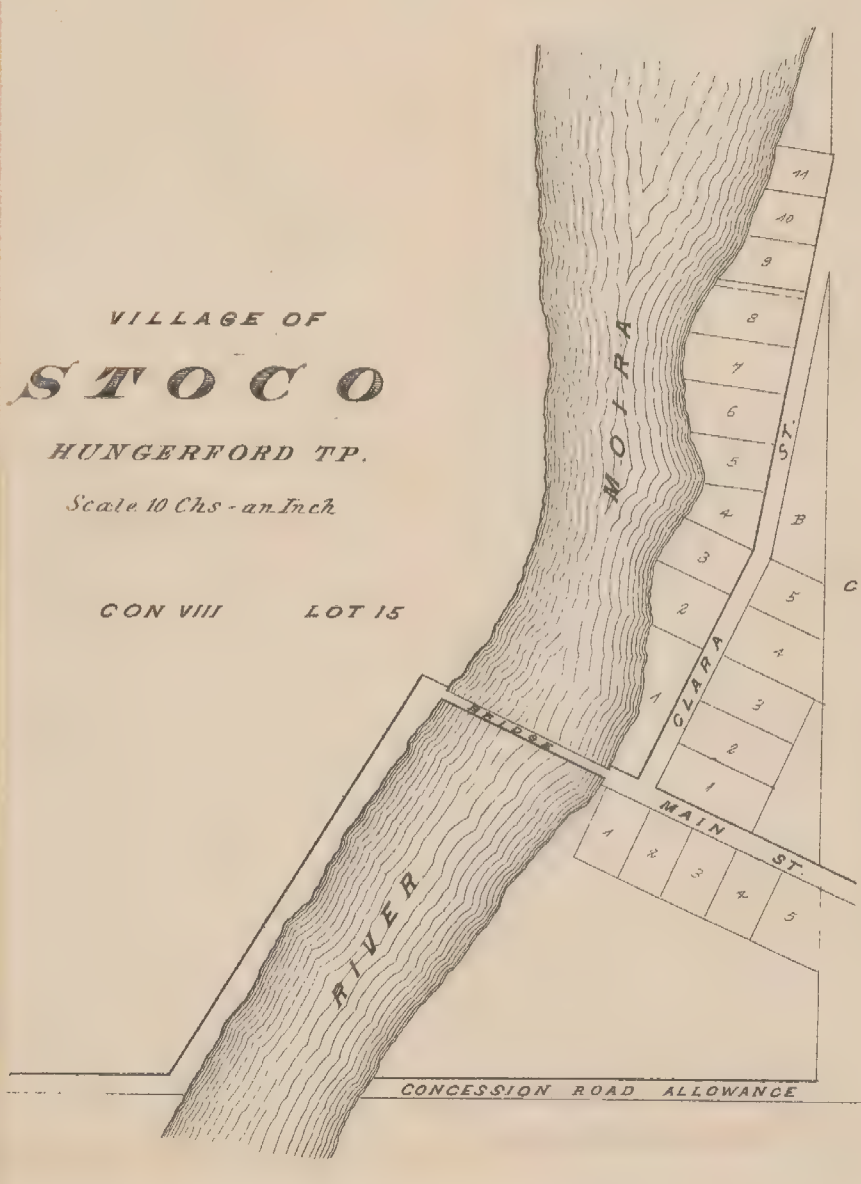 VILLAGE OF
STOCO
HUNGERFORD TP.
Scale 10 Chs - an Inch
CON VIII LOT 15
MOIRA
RIVER
BRIDGE
CLARA ST.
MAIN ST.
CONCESSION ROAD ALLOWANCE
11
10
9
8
7
6
5
4
3
2
1
B
C
5
4
3
2
1
1
2
3
4
5